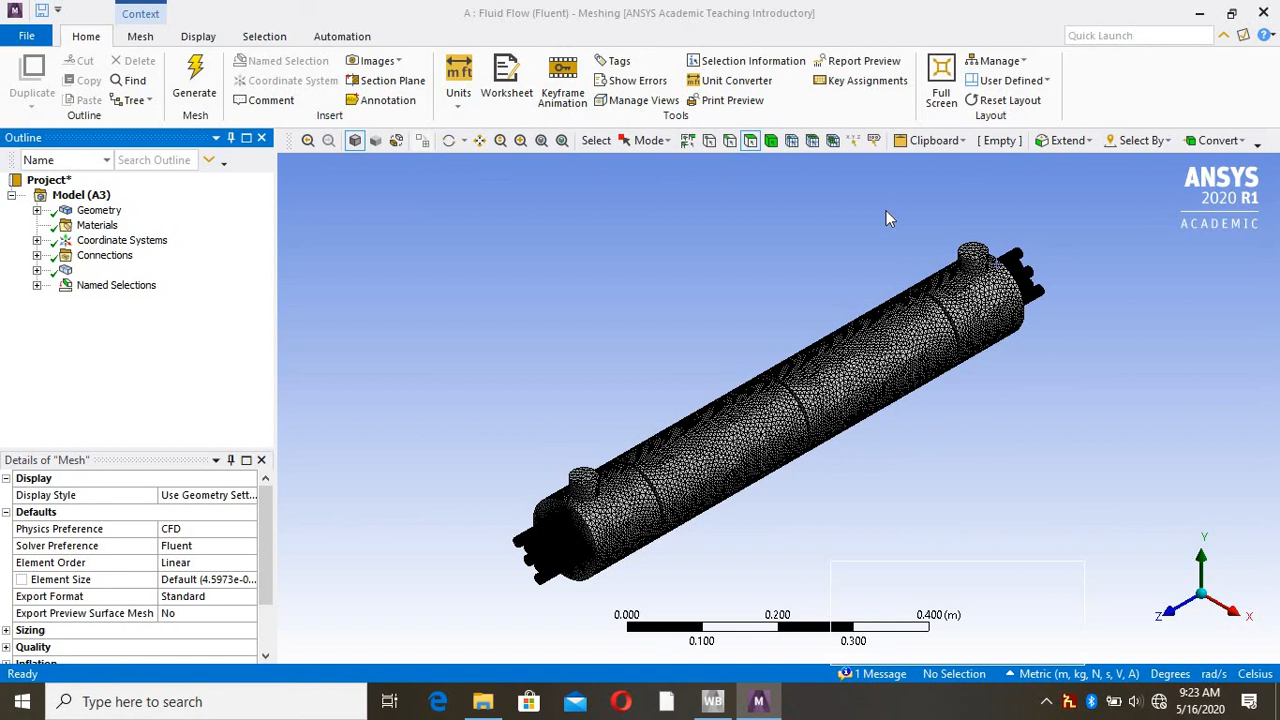 Context
A : Fluid Flow (Fluent) - Meshing [ANSYS Academic Teaching Introductory]
File
Home
Mesh
Display
Selection
Automation
Quick Launch
Duplicate
Cut
Copy
Paste
Delete
Find
Tree
Outline
Generate
Mesh
Named Selection
Coordinate System
Comment
Images
Section Plane
Annotation
Insert
Units
Worksheet
Keyframe
Animation
Tags
Show Errors
Manage Views
Selection Information
Unit Converter
Print Preview
Report Preview
Key Assignments
Tools
Full
Screen
Manage
User Defined
Reset Layout
Layout
Outline
Select
Mode
Clipboard
[ Empty ]
Extend
Select By
Convert
Name
Search Outline
Project*
Model (A3)
Geometry
Materials
Coordinate Systems
Connections
Named Selections
ANSYS
2020 R1
ACADEMIC
Details of "Mesh"
Display
Display Style Use Geometry Sett...
Defaults
Physics Preference CFD
Solver Preference Fluent
Element Order Linear
Element Size Default (4.5973e-0...
Export Format Standard
Export Preview Surface Mesh No
Sizing
Quality
Inflation
0.000 0.200 0.400 (m)
0.100 0.300
Y
Z
X
Ready
1 Message
No Selection
Metric (m, kg, N, s, V, A)
Degrees
rad/s
Celsius
Type here to search
WB
M
9:23 AM
5/16/2020